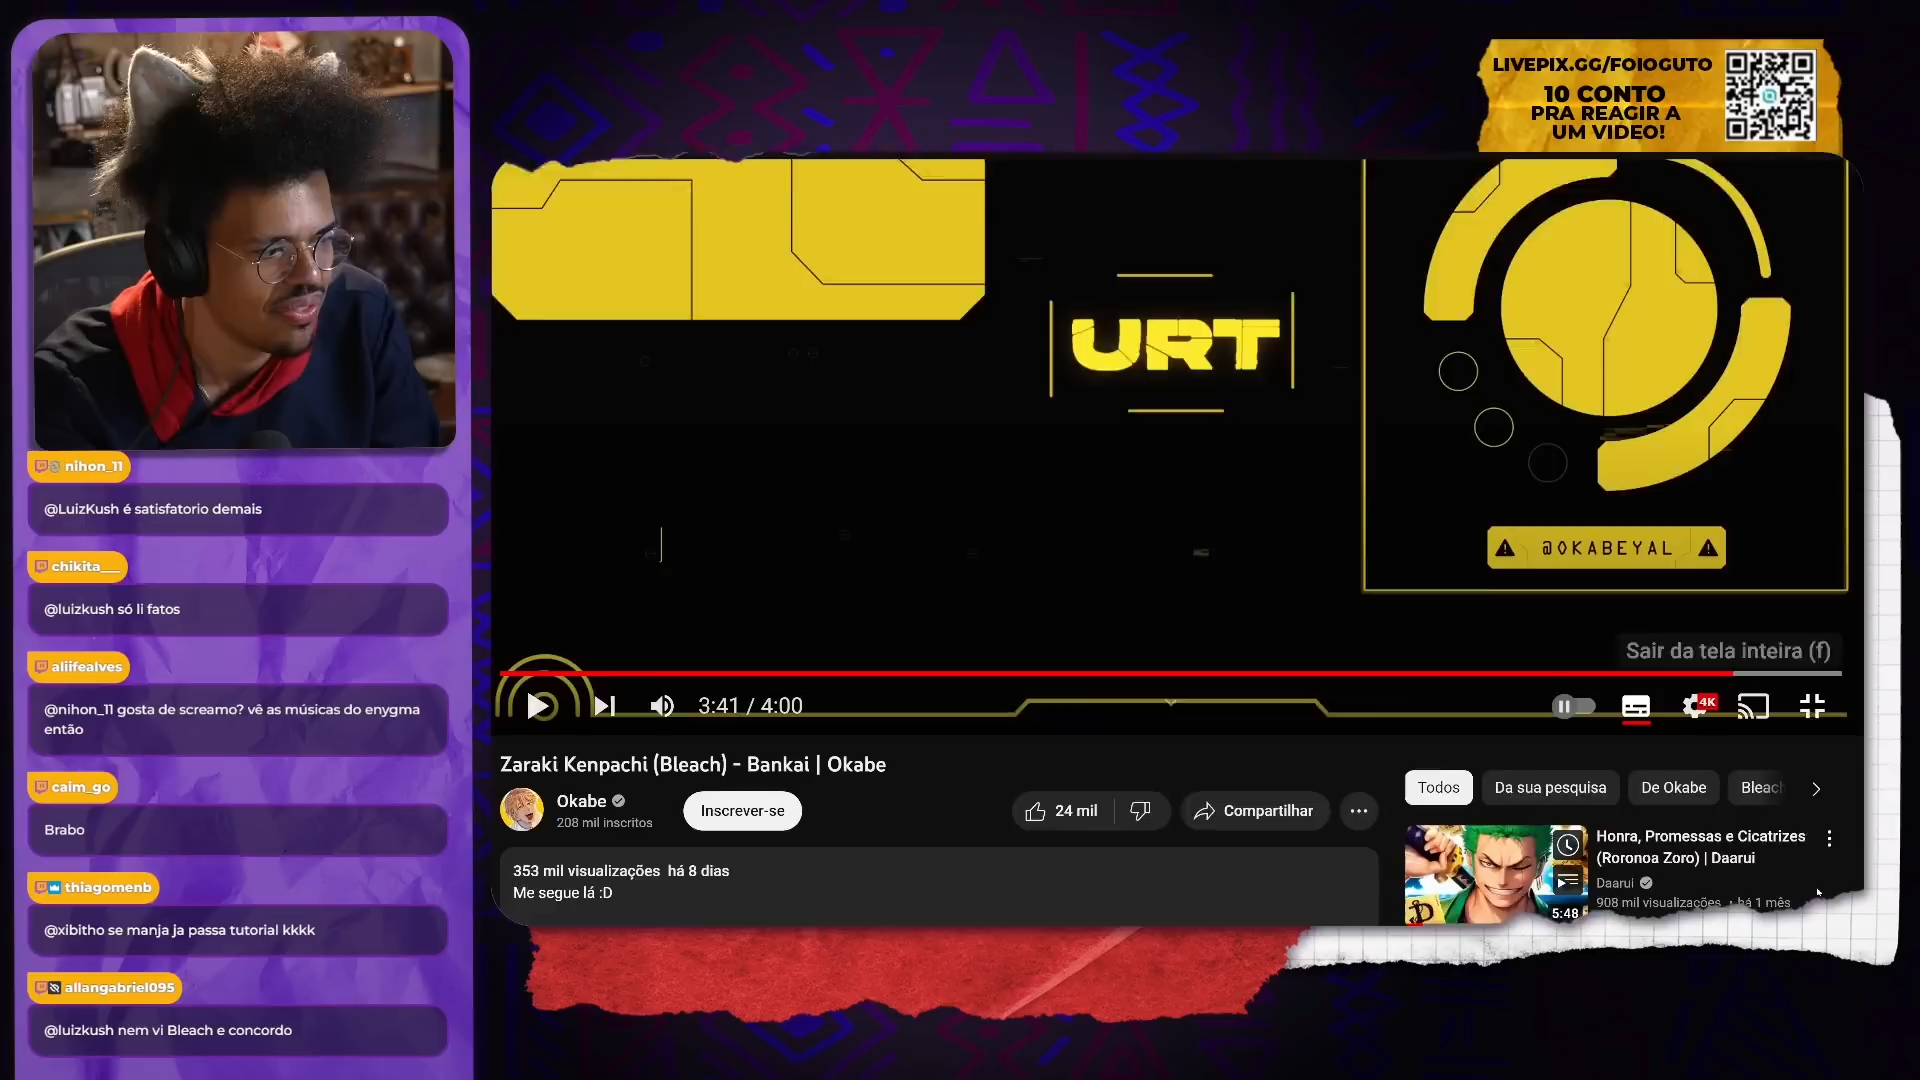 LIVEPIX.GG/FOIOGUTO
10 CONTO
PRA REAGIR A
UM VIDEO!
nihon_11
@LuizKush é satisfatorio demais
chikita__
@luizkush só li fatos
aliifealves
@nihon_11 gosta de screamo? vê as músicas do enygma
então
caim_go
Brabo
thiagomenb
@xibitho se manja ja passa tutorial kkkk
allangabriel095
@luizkush nem vi Bleach e concordo
URT
@OKABEYAL
Sair da tela inteira (f)
3:41 / 4:00
4K
Zaraki Kenpachi (Bleach) - Bankai | Okabe
Okabe
208 mil inscritos
Inscrever-se
24 mil
Compartilhar
353 mil visualizações há 8 dias
Me segue lá :D
Todos
Da sua pesquisa
De Okabe
Bleach
Honra, Promessas e Cicatrizes
(Roronoa Zoro) | Daarui
Daarui
908 mil visualizações • há 1 mês
5:48